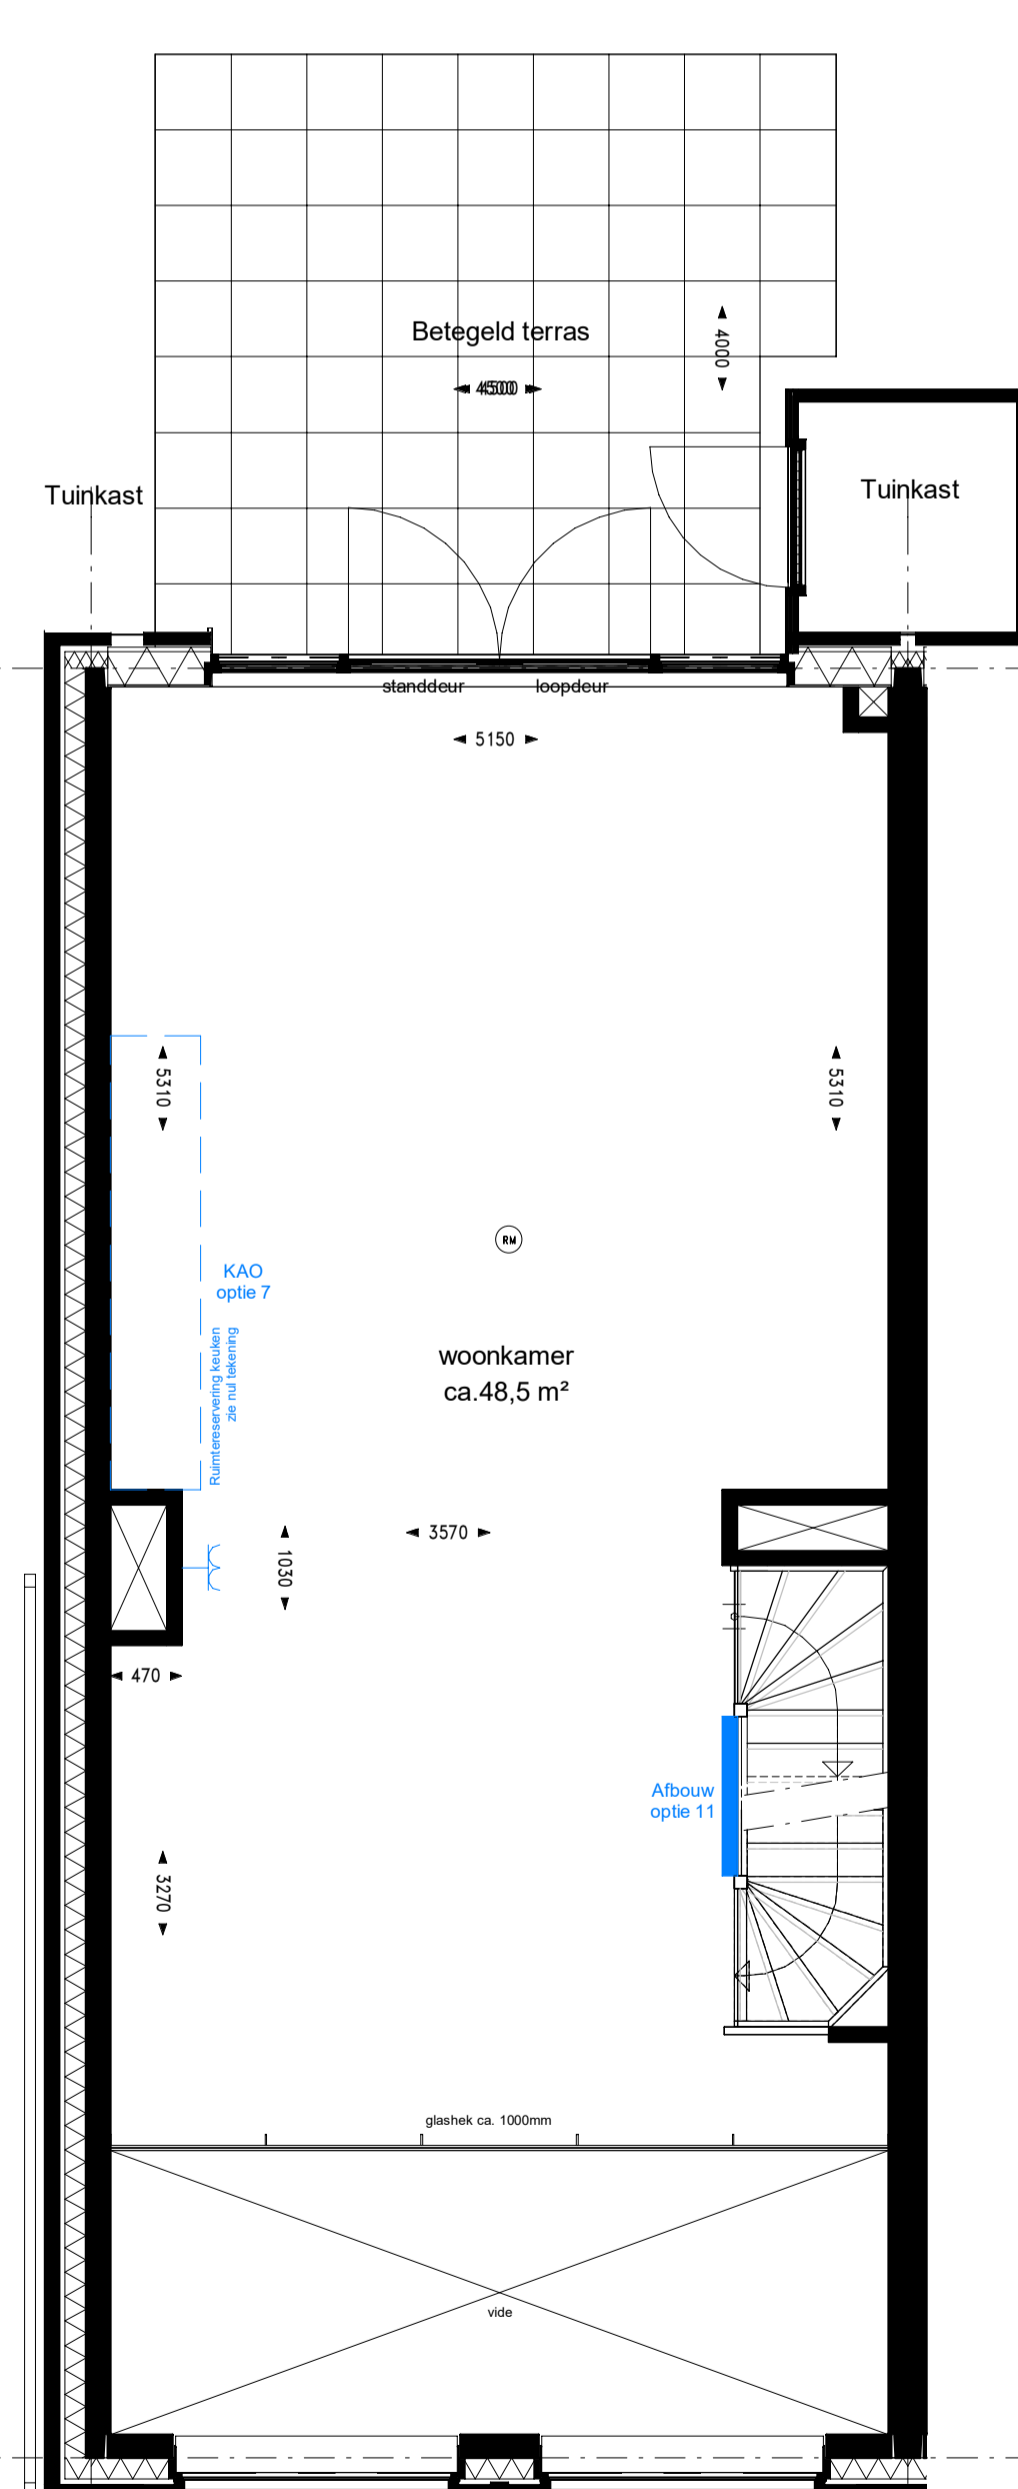 Betegeld terras
4000
Tuinkast
Tuinkast
standdeur
loopdeur
5150
5310
5310
RM
KAO
optie 7
Ruimtereservering keuken
zie nul tekening
woonkamer
ca.48,5 m²
3570
1030
470
Afbouw
optie 11
3270
glashek ca. 1000mm
vide